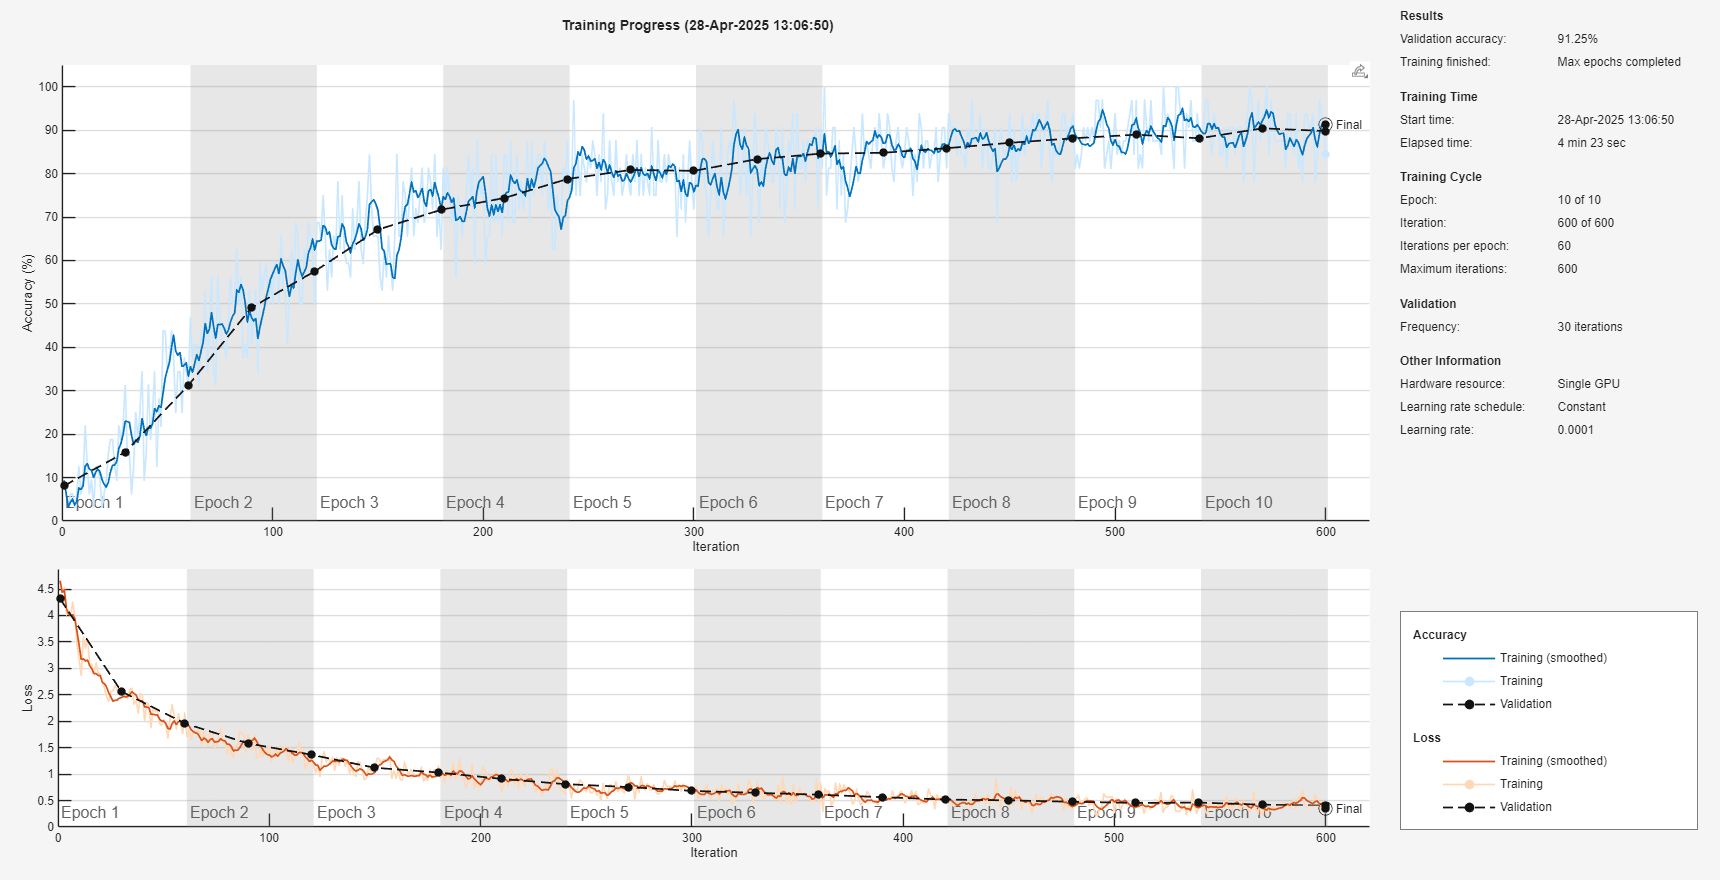 Training Progress (28-Apr-2025 13:06:50)
Accuracy (%)
100
90
80
70
60
50
40
30
20
10
0
Final
Epoch 1
Epoch 2
Epoch 3
Epoch 4
Epoch 5
Epoch 6
Epoch 7
Epoch 8
Epoch 9
Epoch 10
0
100
200
300
400
500
600
Iteration
Loss
4.5
4
3.5
3
2.5
2
1.5
1
0.5
0
Final
Epoch 1
Epoch 2
Epoch 3
Epoch 4
Epoch 5
Epoch 6
Epoch 7
Epoch 8
Epoch 9
Epoch 10
0
100
200
300
400
500
600
Iteration
Results
Validation accuracy: 91.25%
Training finished: Max epochs completed
Training Time
Start time: 28-Apr-2025 13:06:50
Elapsed time: 4 min 23 sec
Training Cycle
Epoch: 10 of 10
Iteration: 600 of 600
Iterations per epoch: 60
Maximum iterations: 600
Validation
Frequency: 30 iterations
Other Information
Hardware resource: Single GPU
Learning rate schedule: Constant
Learning rate: 0.0001
Accuracy
Training (smoothed)
Training
Validation
Loss
Training (smoothed)
Training
Validation